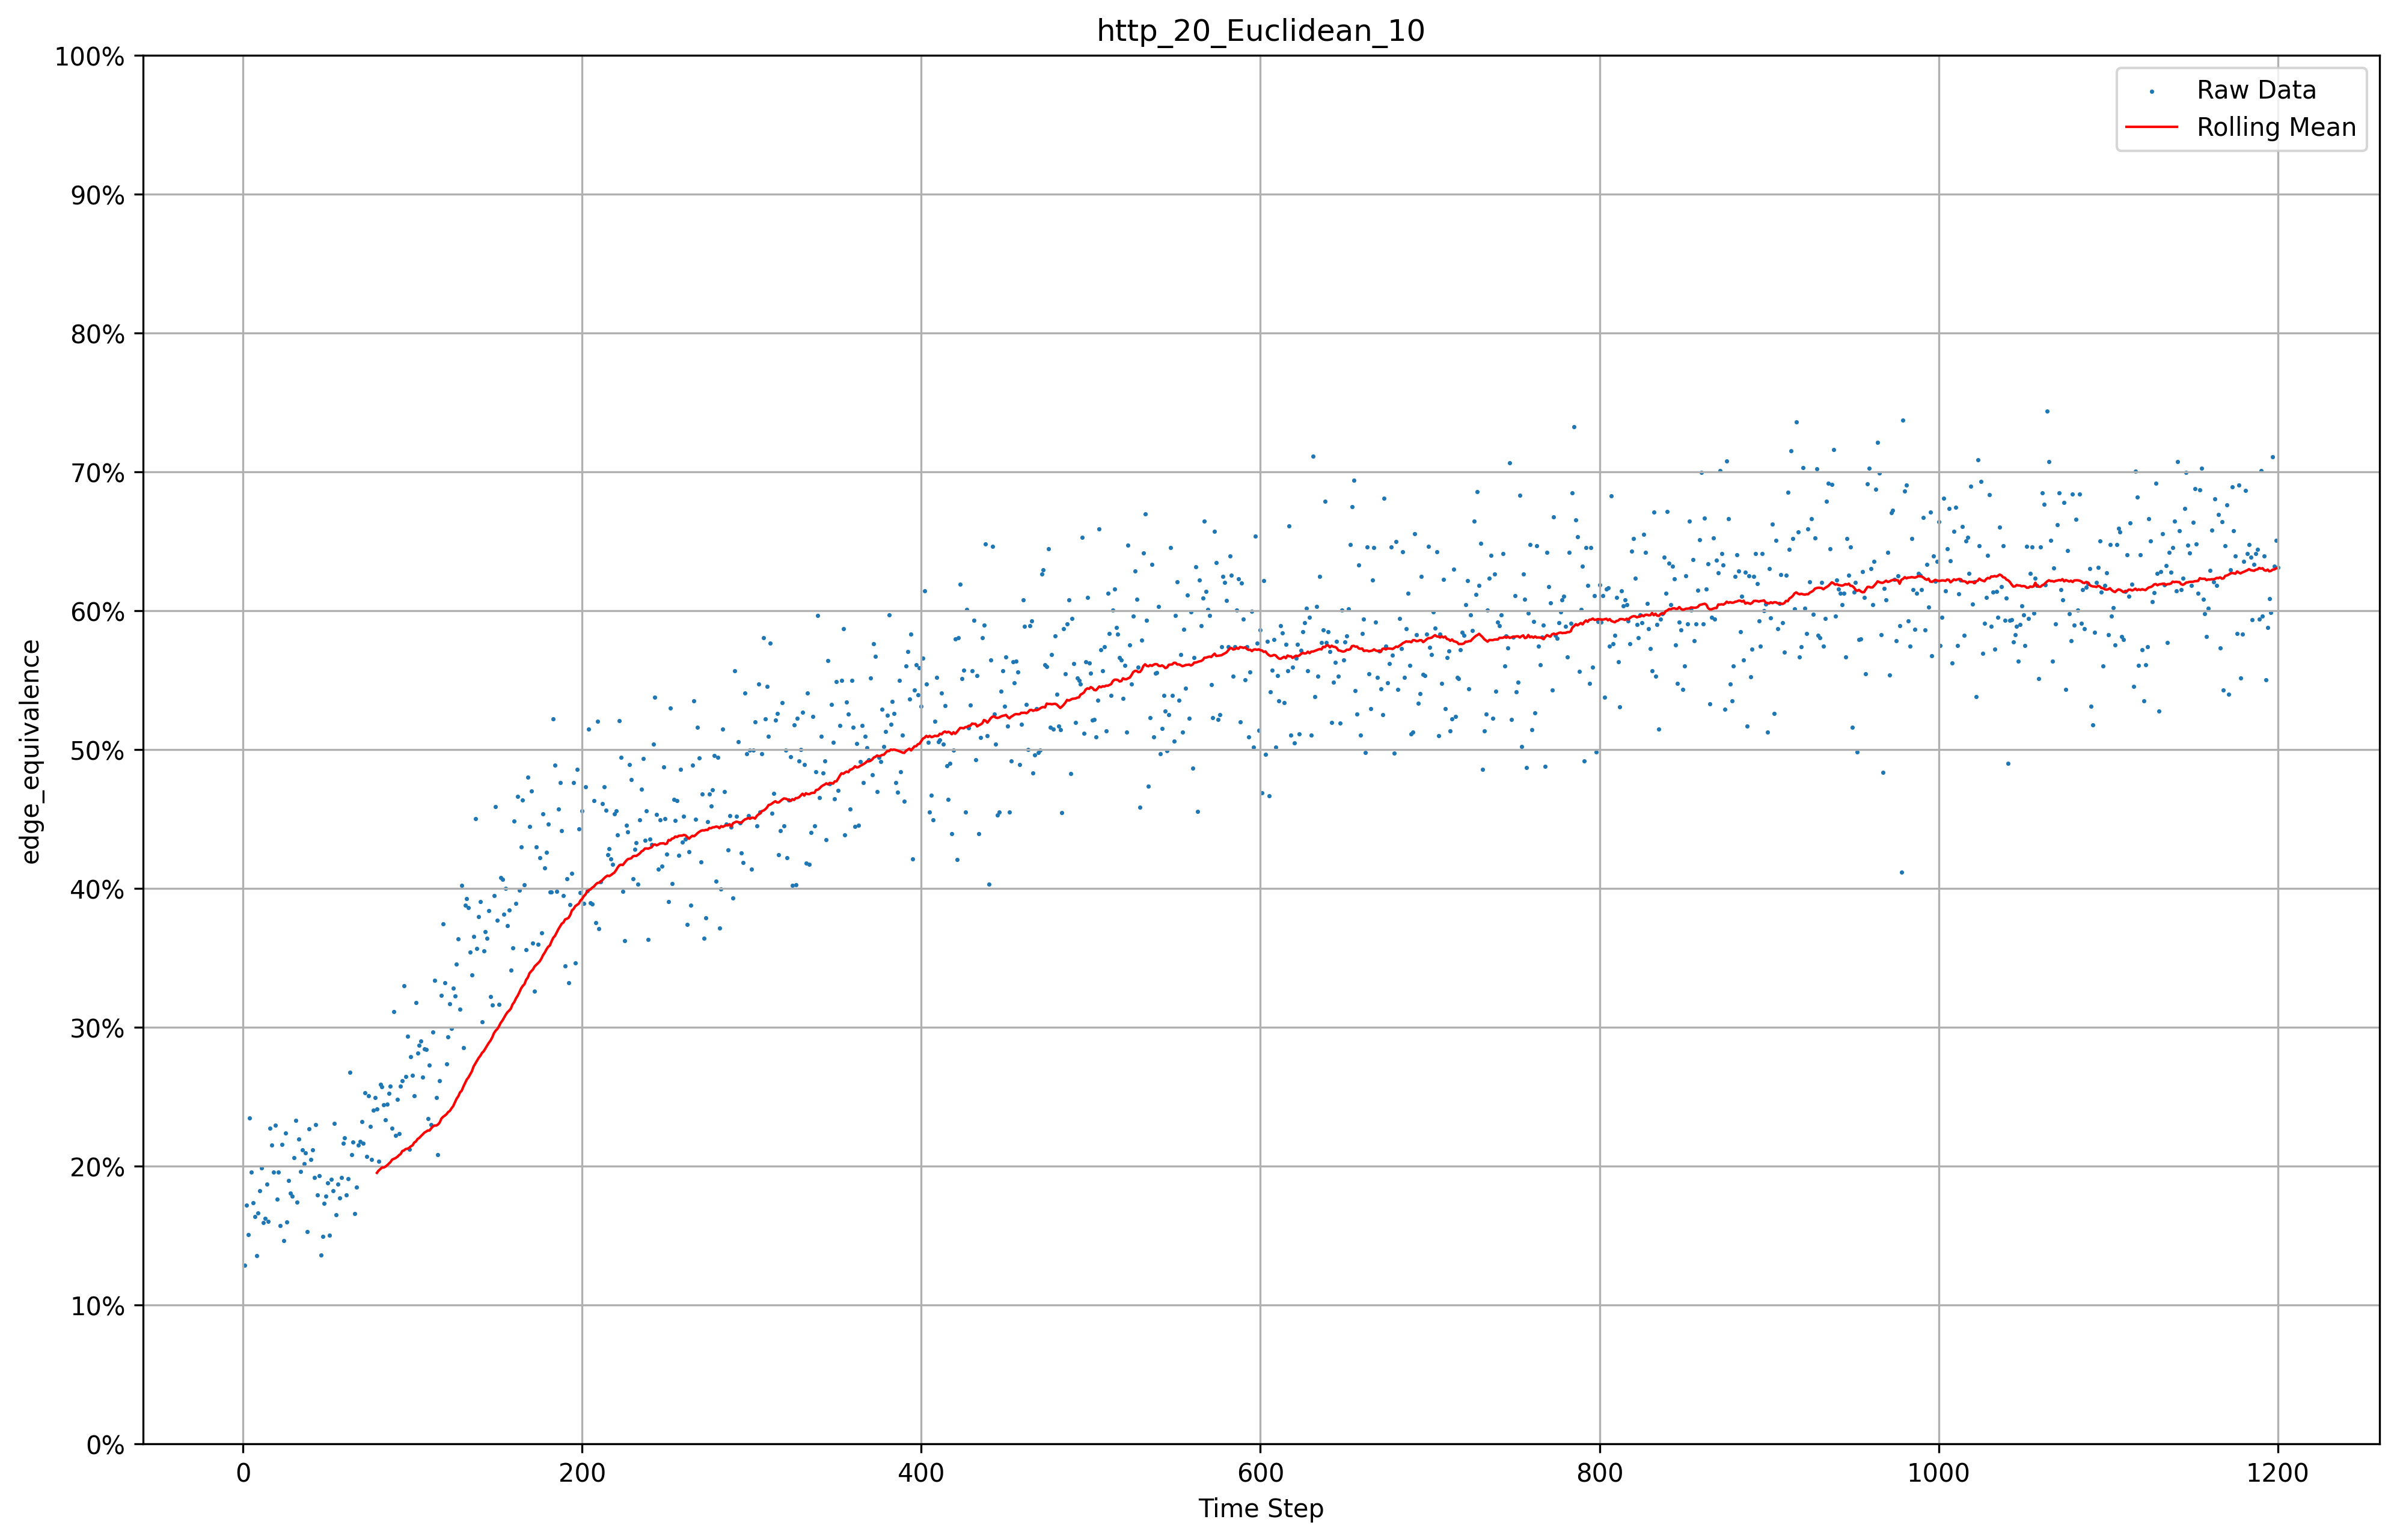 http_20_Euclidean_10
100%
90%
80%
70%
60%
50%
40%
30%
20%
10%
0%
edge_equivalence
Raw Data
Rolling Mean
0 200 400 600 800 1000 1200
Time Step